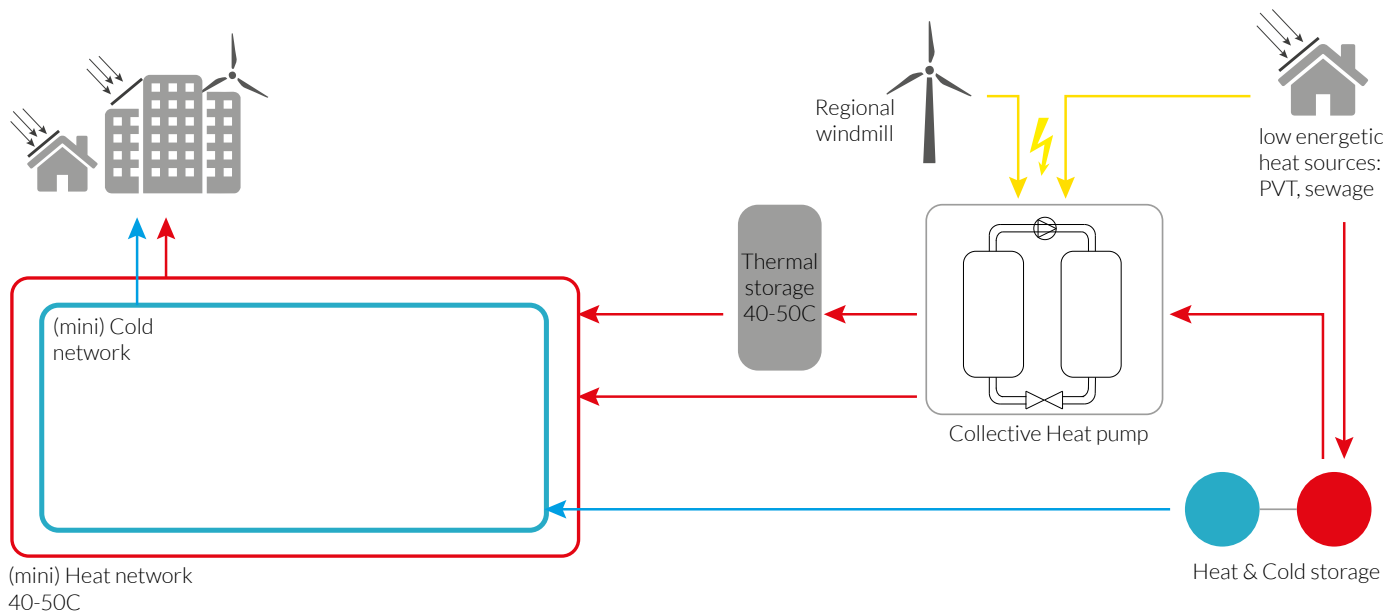 Regional
windmill
low energetic
heat sources:
PVT, sewage
Thermal
storage
40-50C
(mini) Cold
network
Collective Heat pump
Heat & Cold storage
(mini) Heat network
40-50C